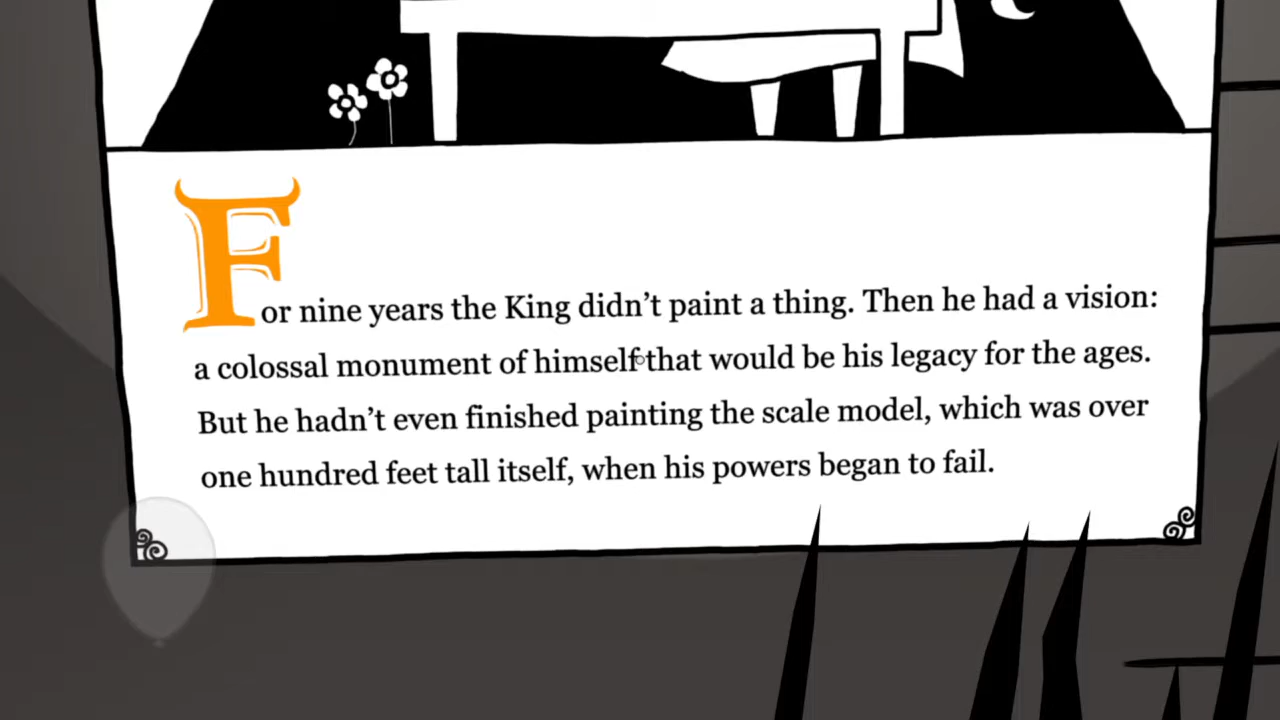 For nine years the King didn’t paint a thing. Then he had a vision:
a colossal monument of himself that would be his legacy for the ages.
But he hadn’t even finished painting the scale model, which was over
one hundred feet tall itself, when his powers began to fail.